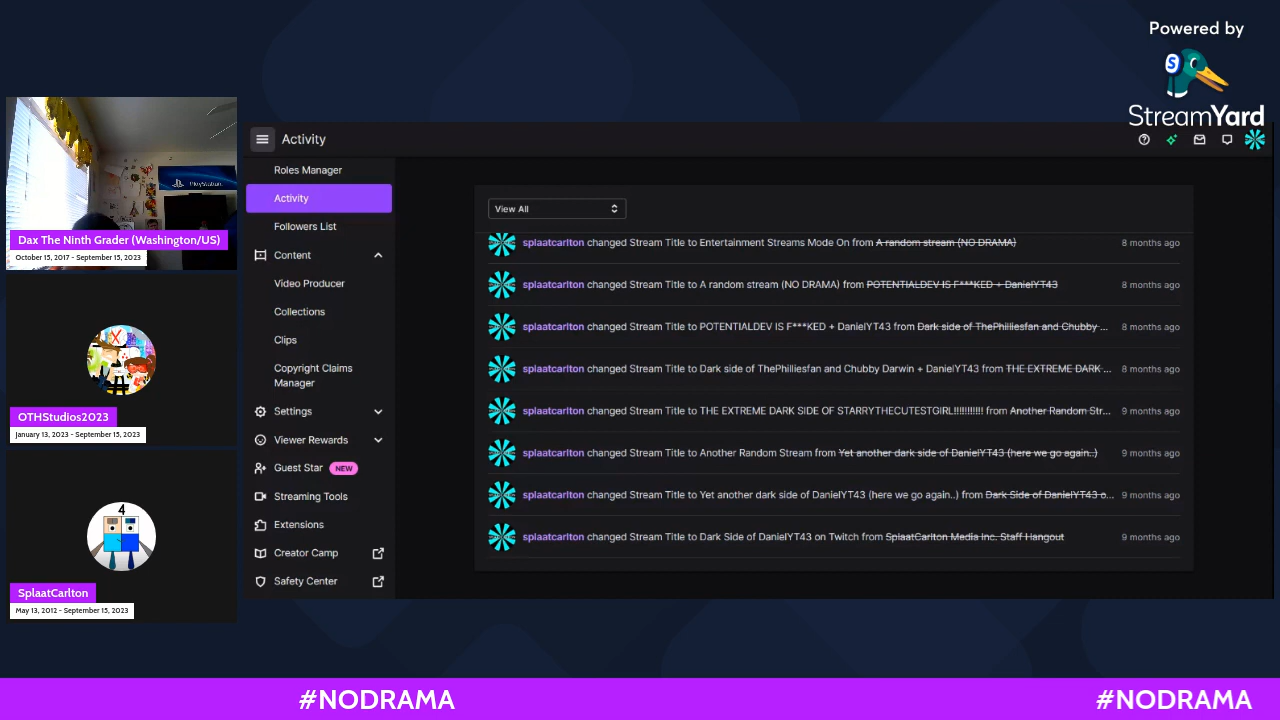 Powered by
StreamYard
PlayStation
Dax The Ninth Grader (Washington/US)
October 15, 2017 - September 15, 2023
OTHStudios2023
January 13, 2023 - September 15, 2023
4
SplaatCarlton
May 13, 2012 - September 15, 2023
Activity
Roles Manager
Activity
Followers List
Content
Video Producer
Collections
Clips
Copyright Claims
Manager
Settings
Viewer Rewards
Guest Star NEW
Streaming Tools
Extensions
Creator Camp
Safety Center
View All
splaatcarlton changed Stream Title to Entertainment Streams Mode On from A random stream (NO DRAMA) 8 months ago
splaatcarlton changed Stream Title to A random stream (NO DRAMA) from POTENTIALDEV IS F***KED + DanielYT43 8 months ago
splaatcarlton changed Stream Title to POTENTIALDEV IS F***KED + DanielYT43 from Dark side of ThePhilliesfan and Chubby ... 8 months ago
splaatcarlton changed Stream Title to Dark side of ThePhilliesfan and Chubby Darwin + DanielYT43 from THE EXTREME DARK ... 8 months ago
splaatcarlton changed Stream Title to THE EXTREME DARK SIDE OF STARRYTHECUTESTGIRL!!!!!!!!!!! from Another Random Str... 9 months ago
splaatcarlton changed Stream Title to Another Random Stream from Yet another dark side of DanielYT43 (here we go again..) 9 months ago
splaatcarlton changed Stream Title to Yet another dark side of DanielYT43 (here we go again..) from Dark Side of DanielYT43 o... 9 months ago
splaatcarlton changed Stream Title to Dark Side of DanielYT43 on Twitch from SplaatCarlton Media Inc. Staff Hangout 9 months ago
#NODRAMA #NODRAMA